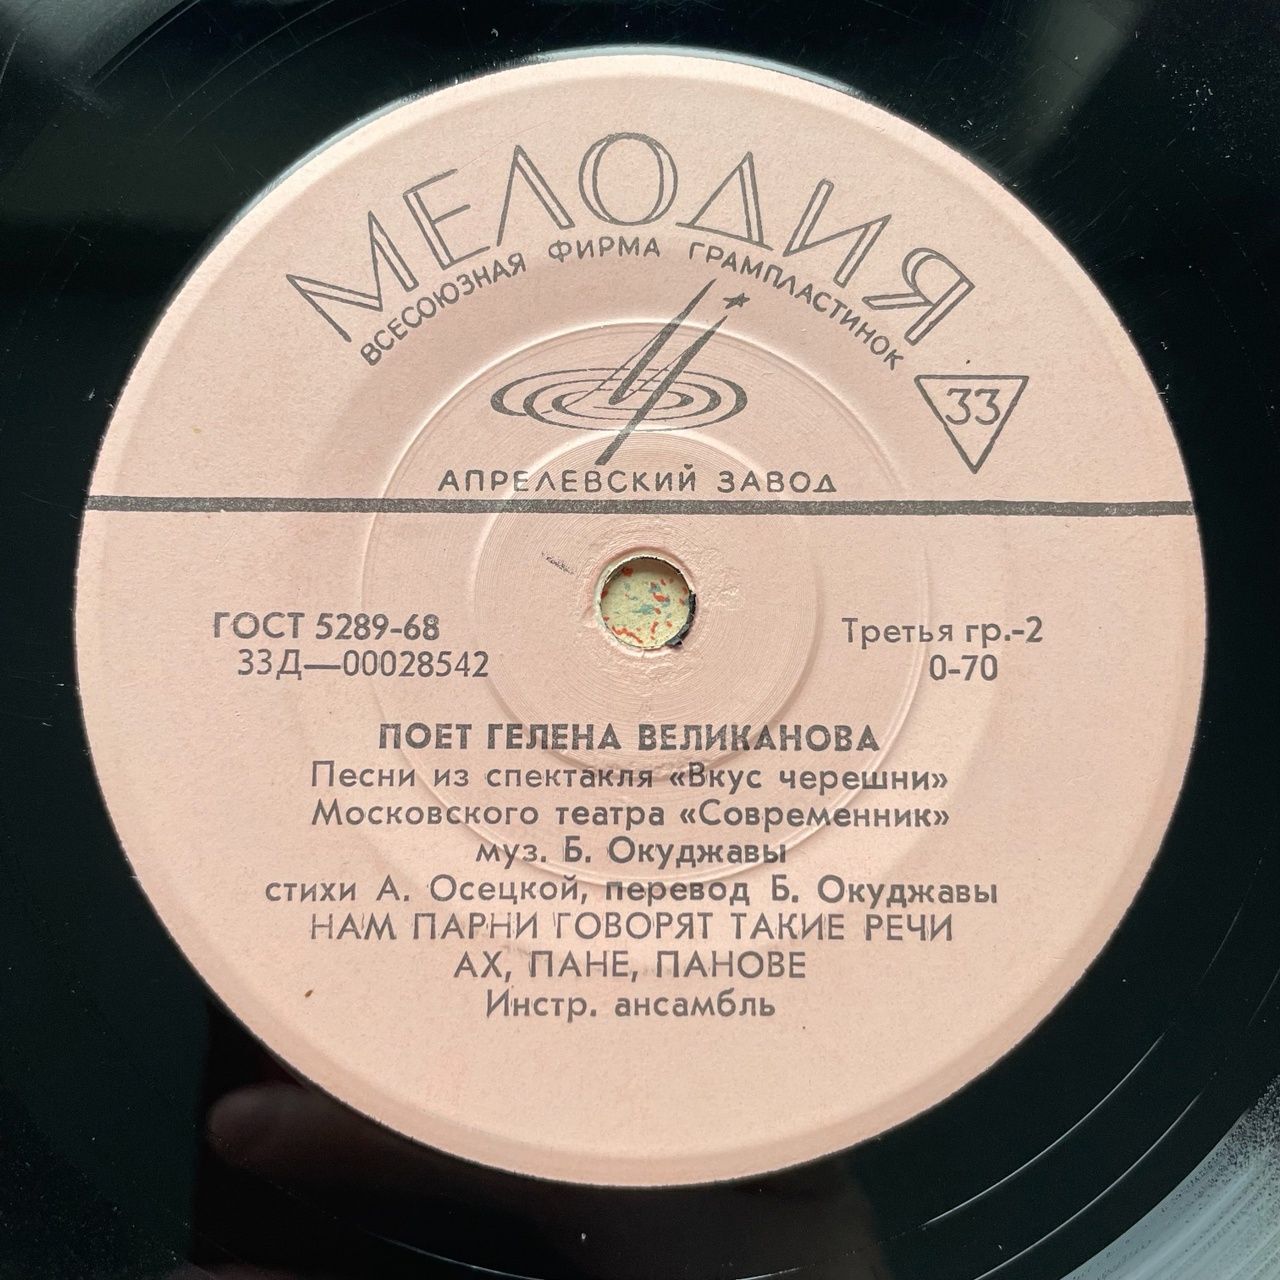 МЕЛОДИЯ
ВСЕСОЮЗНАЯ ФИРМА ГРАМПЛАСТИНОК
33
АПРЕЛЕВСКИЙ ЗАВОД
ГОСТ 5289-68
Третья гр.-2
33Д—00028542
0-70
ПОЕТ ГЕЛЕНА ВЕЛИКАНОВА
Песни из спектакля «Вкус черешни»
Московского театра «Современник»
муз. Б. Окуджавы
стихи А. Осецкой, перевод Б. Окуджавы
НАМ ПАРНИ ГОВОРЯТ ТАКИЕ РЕЧИ
АХ, ПАНЕ, ПАНОВЕ
Инстр. ансамбль